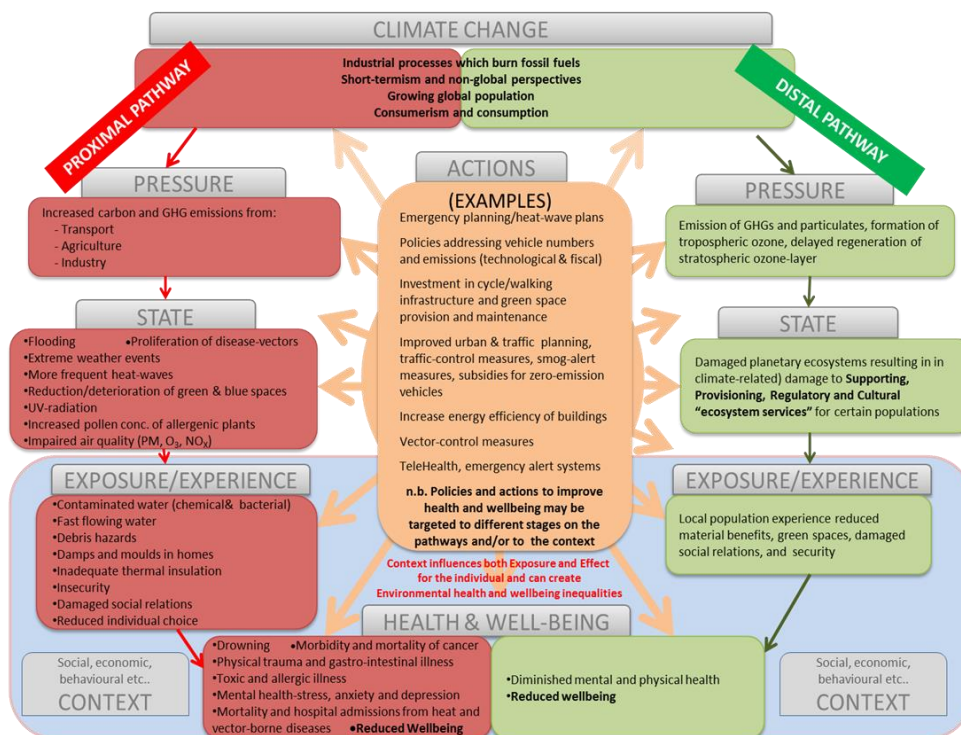 CLIMATE CHANGE
Industrial processes which burn fossil fuels
Short-termism and non-global perspectives
Growing global population
Consumerism and consumption
PROXIMAL PATHWAY
DISTAL PATHWAY
PRESSURE
Increased carbon and GHG emissions from:
- Transport
- Agriculture
- Industry
STATE
•Flooding •Proliferation of disease-vectors
•Extreme weather events
•More frequent heat-waves
•Reduction/deterioration of green & blue spaces
•UV-radiation
•Increased pollen conc. of allergenic plants
•Impaired air quality (PM, O₃, NOₓ)
EXPOSURE/EXPERIENCE
•Contaminated water (chemical& bacterial)
•Fast flowing water
•Debris hazards
•Damps and moulds in homes
•Inadequate thermal insulation
•Insecurity
•Damaged social relations
•Reduced individual choice
ACTIONS
(EXAMPLES)
Emergency planning/heat-wave plans
Policies addressing vehicle numbers
and emissions (technological & fiscal)
Investment in cycle/walking
infrastructure and green space
provision and maintenance
Improved urban & traffic planning,
traffic-control measures, smog-alert
measures, subsidies for zero-emission
vehicles
Increase energy efficiency of buildings
Vector-control measures
TeleHealth, emergency alert systems
n.b. Policies and actions to improve
health and wellbeing may be
targeted to different stages on the
pathways and/or to the context
Context influences both Exposure and Effect
for the individual and can create
Environmental health and wellbeing inequalities
PRESSURE
Emission of GHGs and particulates, formation of
tropospheric ozone, delayed regeneration of
stratospheric ozone-layer
STATE
Damaged planetary ecosystems resulting in in
climate-related) damage to Supporting,
Provisioning, Regulatory and Cultural
“ecosystem services” for certain populations
EXPOSURE/EXPERIENCE
Local population experience reduced
material benefits, green spaces, damaged
social relations, and security
HEALTH & WELL-BEING
•Drowning •Morbidity and mortality of cancer
•Physical trauma and gastro-intestinal illness
•Toxic and allergic illness
•Mental health-stress, anxiety and depression
•Mortality and hospital admissions from heat and
vector-borne diseases •Reduced Wellbeing
•Diminished mental and physical health
•Reduced wellbeing
Social, economic,
behavioural etc..
CONTEXT
Social, economic,
behavioural etc..
CONTEXT